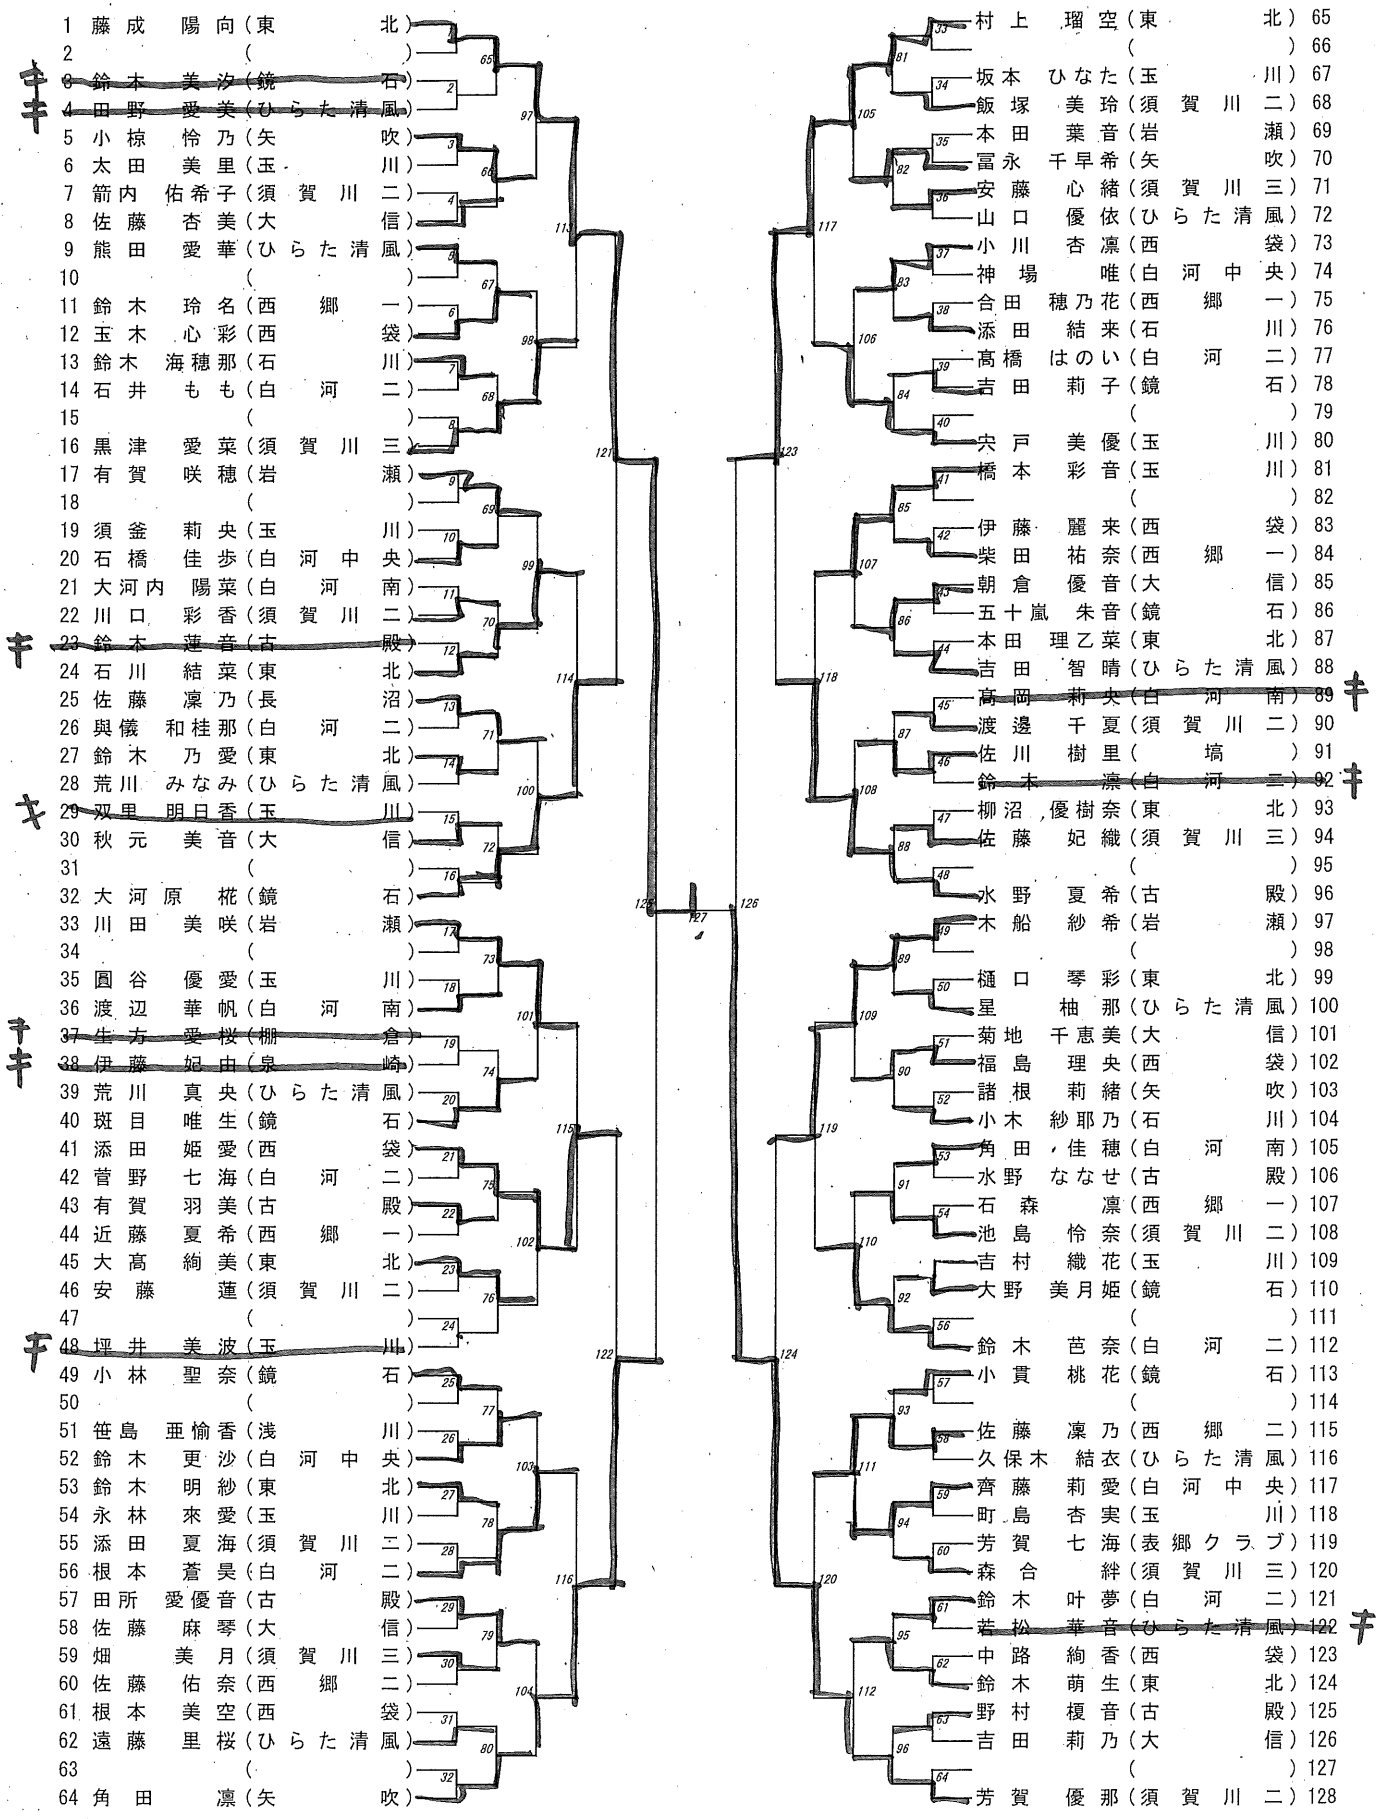 1 藤成 陽向 (東北)
2 ( )
3 鈴木 美汐 (鏡石)
4 田野 愛美 (ひらた清風)
5 小椋 怜乃 (矢吹)
6 太田 美里 (玉川)
7 箭内 佑希子 (須賀川二)
8 佐藤 杏美 (大信)
9 熊田 愛華 (ひらた清風)
10 ( )
11 鈴木 玲名 (西郷一)
12 玉木 心彩 (西袋)
13 鈴木 海穂那 (石川)
14 石井 もも (白河二)
15 ( )
16 黒津 愛菜 (須賀川三)
17 有賀 咲穂 (岩瀬)
18 ( )
19 須釜 莉央 (玉川)
20 石橋 佳歩 (白河中央)
21 大河内 陽菜 (白河南)
22 川口 彩香 (須賀川二)
23 鈴木 蓮音 (古殿)
24 石川 結菜 (東北)
25 佐藤 凜乃 (長沼)
26 與儀 和桂那 (白河二)
27 鈴木 乃愛 (東北)
28 荒川 みなみ (ひらた清風)
29 双里 明日香 (玉川)
30 秋元 美音 (大信)
31 ( )
32 大河原 椛 (鏡石)
33 川田 美咲 (岩瀬)
34 ( )
35 圓谷 優愛 (玉川)
36 渡辺 華帆 (白河南)
37 生方 愛桜 (棚倉)
38 伊藤 妃由 (泉崎)
39 荒川 真央 (ひらた清風)
40 斑目 唯生 (鏡石)
41 添田 姫愛 (西袋)
42 菅野 七海 (白河二)
43 有賀 羽美 (古殿)
44 近藤 夏希 (西郷一)
45 大髙 絢美 (東北)
46 安藤 蓮 (須賀川二)
47 ( )
48 坪井 美波 (玉川)
49 小林 聖奈 (鏡石)
50 ( )
51 笹島 亜愉香 (浅川)
52 鈴木 更沙 (白河中央)
53 鈴木 明紗 (東北)
54 永林 來愛 (玉川)
55 添田 夏海 (須賀川二)
56 根本 蒼昊 (白河二)
57 田所 愛優音 (古殿)
58 佐藤 麻琴 (大信)
59 畑 美月 (須賀川三)
60 佐藤 佑奈 (西郷二)
61 根本 美空 (西袋)
62 遠藤 里桜 (ひらた清風)
63 ( )
64 角田 凛 (矢吹)
村上 瑠空 (東北) 65
( ) 66
坂本 ひなた (玉川) 67
飯塚 美玲 (須賀川二) 68
本田 葉音 (岩瀬) 69
冨永 千早希 (矢吹) 70
安藤 心緒 (須賀川三) 71
山口 優依 (ひらた清風) 72
小川 杏凛 (西袋) 73
神場 唯 (白河中央) 74
合田 穂乃花 (西郷一) 75
添田 結来 (石川) 76
髙橋 はのい (白河二) 77
吉田 莉子 (鏡石) 78
( ) 79
宍戸 美優 (玉川) 80
橋本 彩音 (玉川) 81
( ) 82
伊藤 麗来 (西袋) 83
柴田 祐奈 (西郷一) 84
朝倉 優音 (大信) 85
五十嵐 朱音 (鏡石) 86
本田 理乙菜 (東北) 87
吉田 智晴 (ひらた清風) 88
髙岡 莉央 (白河南) 89
渡邉 千夏 (須賀川二) 90
佐川 樹里 (塙) 91
鈴木 凛 (白河二) 92
柳沼 優樹奈 (東北) 93
佐藤 妃織 (須賀川三) 94
( ) 95
水野 夏希 (古殿) 96
木船 紗希 (岩瀬) 97
( ) 98
樋口 琴彩 (東北) 99
星 柚那 (ひらた清風) 100
菊地 千恵美 (大信) 101
福島 理央 (西袋) 102
諸根 莉緒 (矢吹) 103
小木 紗耶乃 (石川) 104
角田 佳穂 (白河南) 105
水野 ななせ (古殿) 106
石森 凛 (西郷一) 107
池島 怜奈 (須賀川二) 108
吉村 織花 (玉川) 109
大野 美月姫 (鏡石) 110
( ) 111
鈴木 芭奈 (白河二) 112
小貫 桃花 (鏡石) 113
( ) 114
佐藤 凜乃 (西郷二) 115
久保木 結衣 (ひらた清風) 116
齊藤 莉愛 (白河中央) 117
町島 杏実 (玉川) 118
芳賀 七海 (表郷クラブ) 119
森合 絆 (須賀川三) 120
鈴木 叶夢 (白河二) 121
若松 華音 (ひらた清風) 122
中路 絢香 (西袋) 123
鈴木 萌生 (東北) 124
野村 榎音 (古殿) 125
吉田 莉乃 (大信) 126
( ) 127
芳賀 優那 (須賀川二) 128